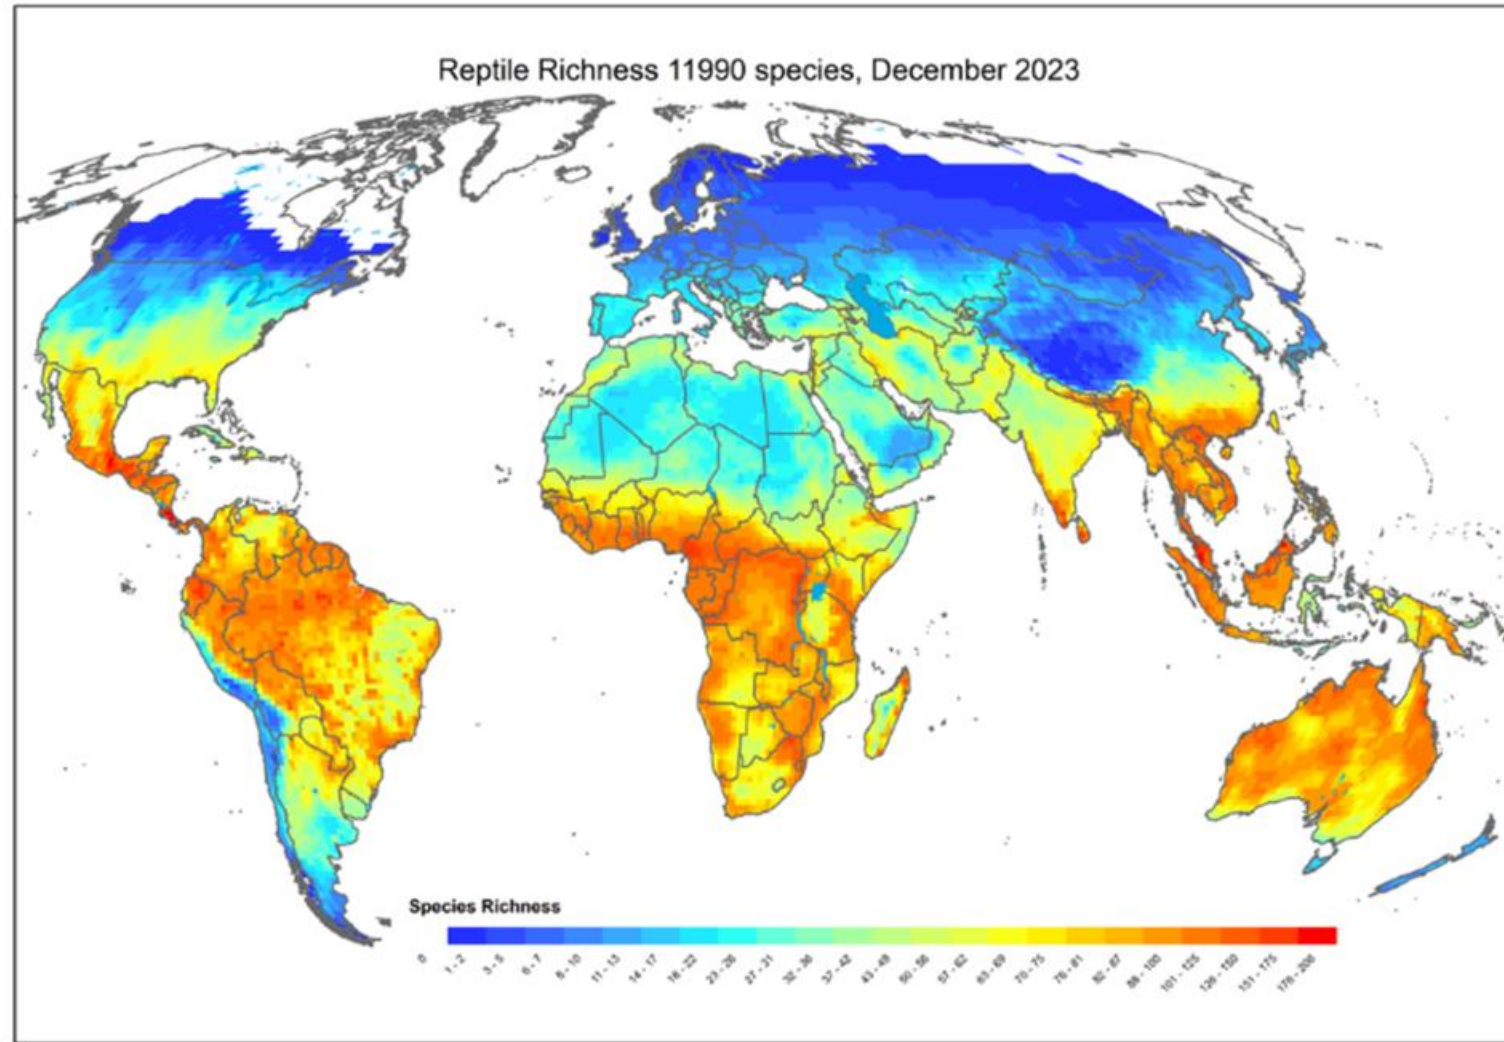 Reptile Richness 11990 species, December 2023
Species Richness
0
1 - 2
3 - 5
6 - 7
8 - 10
11 - 13
14 - 17
18 - 22
23 - 26
27 - 31
32 - 36
37 - 42
43 - 49
50 - 56
57 - 62
63 - 69
70 - 75
76 - 81
82 - 87
88 - 100
101 - 125
126 - 150
151 - 175